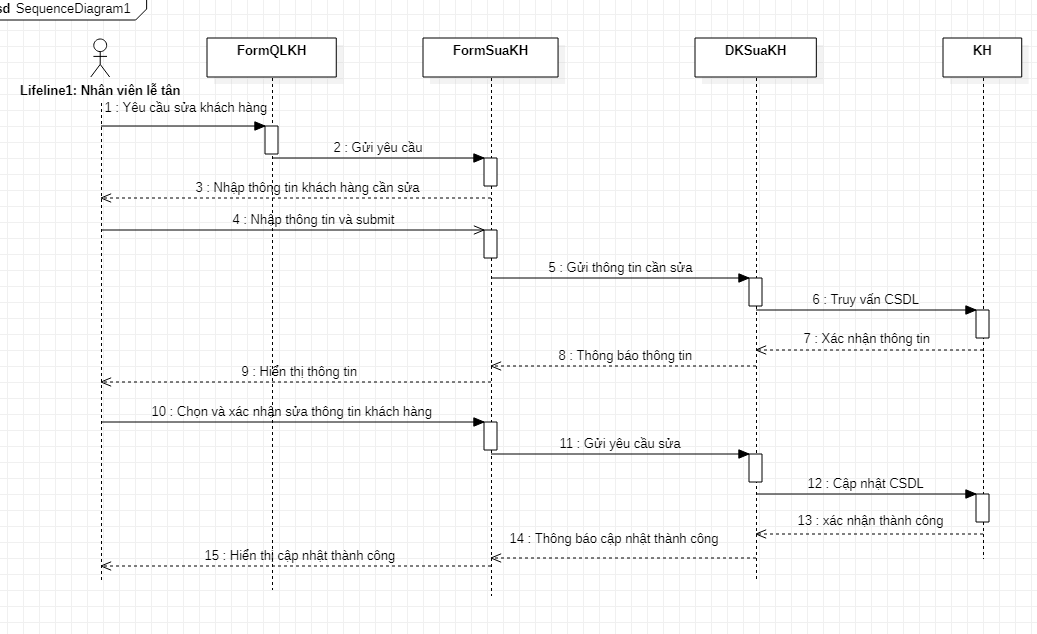 sd SequenceDiagram1
FormQLKH
FormSuaKH
DKSuaKH
KH
Lifeline1: Nhân viên lễ tân
1 : Yêu cầu sửa khách hàng
2 : Gửi yêu cầu
3 : Nhập thông tin khách hàng cần sửa
4 : Nhập thông tin và submit
5 : Gửi thông tin cần sửa
6 : Truy vấn CSDL
7 : Xác nhận thông tin
8 : Thông báo thông tin
9 : Hiển thị thông tin
10 : Chọn và xác nhận sửa thông tin khách hàng
11 : Gửi yêu cầu sửa
12 : Cập nhật CSDL
13 : xác nhận thành công
14 : Thông báo cập nhật thành công
15 : Hiển thị cập nhật thành công